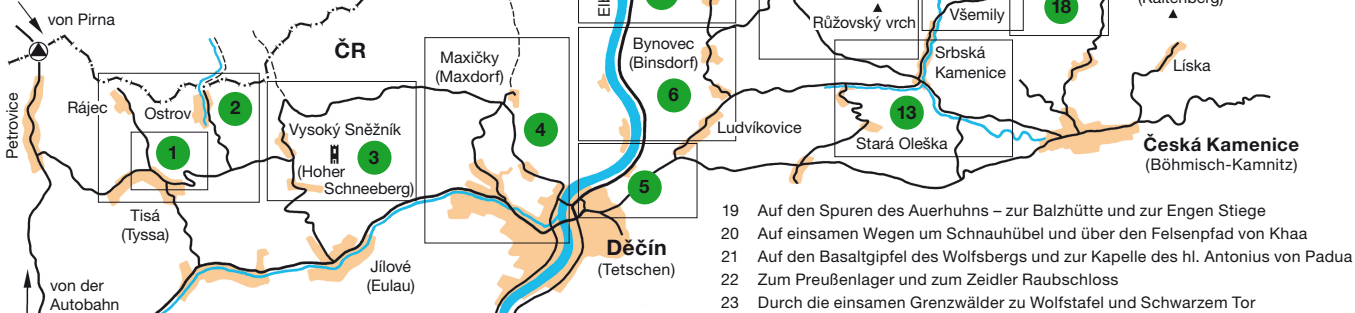 von Pirna
ČR
Petrovice
Rájec
Ostrov
2
1
Tisá
(Tyssa)
von der
Autobahn
Vysoký Sněžník
3
(Hoher
Schneeberg)
Jílové
(Eulau)
Maxičky
(Maxdorf)
4
Bynovec
(Binsdorf)
6
5
Děčín
(Tetschen)
Ludvíkovice
Růžovský vrch
Všemily
18
Srbská
Kamenice
13
Stará Oleška
Líska
Česká Kamenice
(Böhmisch-Kamnitz)
19 Auf den Spuren des Auerhuhns – zur Balzhütte und zur Engen Stiege
20 Auf einsamen Wegen um Schnauhübel und über den Felsenpfad von Khaa
21 Auf den Basaltgipfel des Wolfsbergs und zur Kapelle des hl. Antonius von Padua
22 Zum Preußenlager und zum Zeidler Raubschloss
23 Durch die einsamen Grenzwälder zu Wolfstafel und Schwarzem Tor